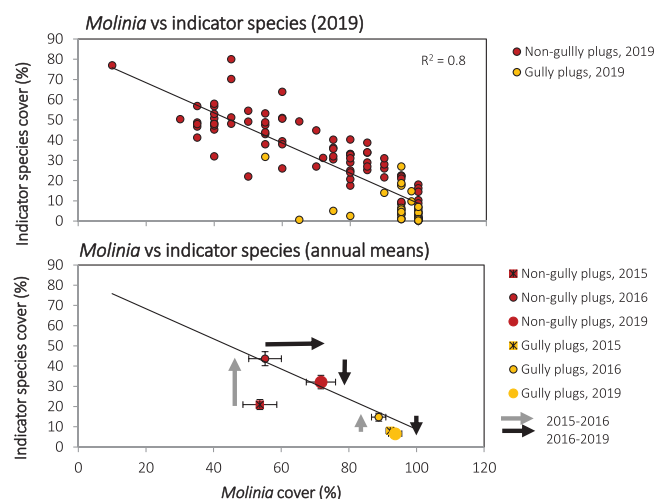 Molinia vs indicator species (2019)
Indicator species cover (%)
90
80
70
60
50
40
30
20
10
0
R² = 0.8
Non-gullly plugs, 2019
Gully plugs, 2019
Molinia vs indicator species (annual means)
Indicator species cover (%)
90
80
70
60
50
40
30
20
10
0
0 20 40 60 80 100 120
Molinia cover (%)
Non-gully plugs, 2015
Non-gully plugs, 2016
Non-gully plugs, 2019
Gully plugs, 2015
Gully plugs, 2016
Gully plugs, 2019
2015-2016
2016-2019